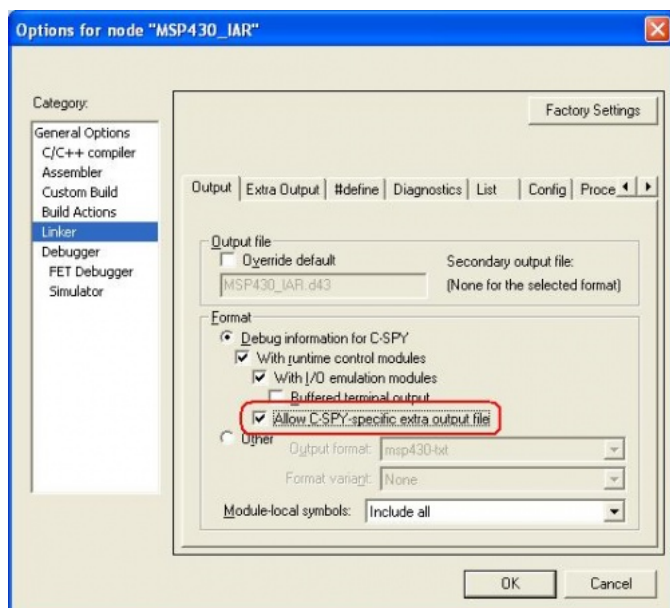 Options for node "MSP430_IAR"
Category:
Factory Settings
General Options
C/C++ compiler
Assembler
Custom Build
Build Actions
Linker
Debugger
FET Debugger
Simulator
Output Extra Output #define Diagnostics List Config Proce
Output file
Override default
Secondary output file:
MSP430_IAR.d43
(None for the selected format)
Format
Debug information for C-SPY
With runtime control modules
With I/O emulation modules
Buffered terminal output
Allow C-SPY-specific extra output file
Other
Output format: msp430-txt
Format variant: None
Module-local symbols: Include all
OK Cancel